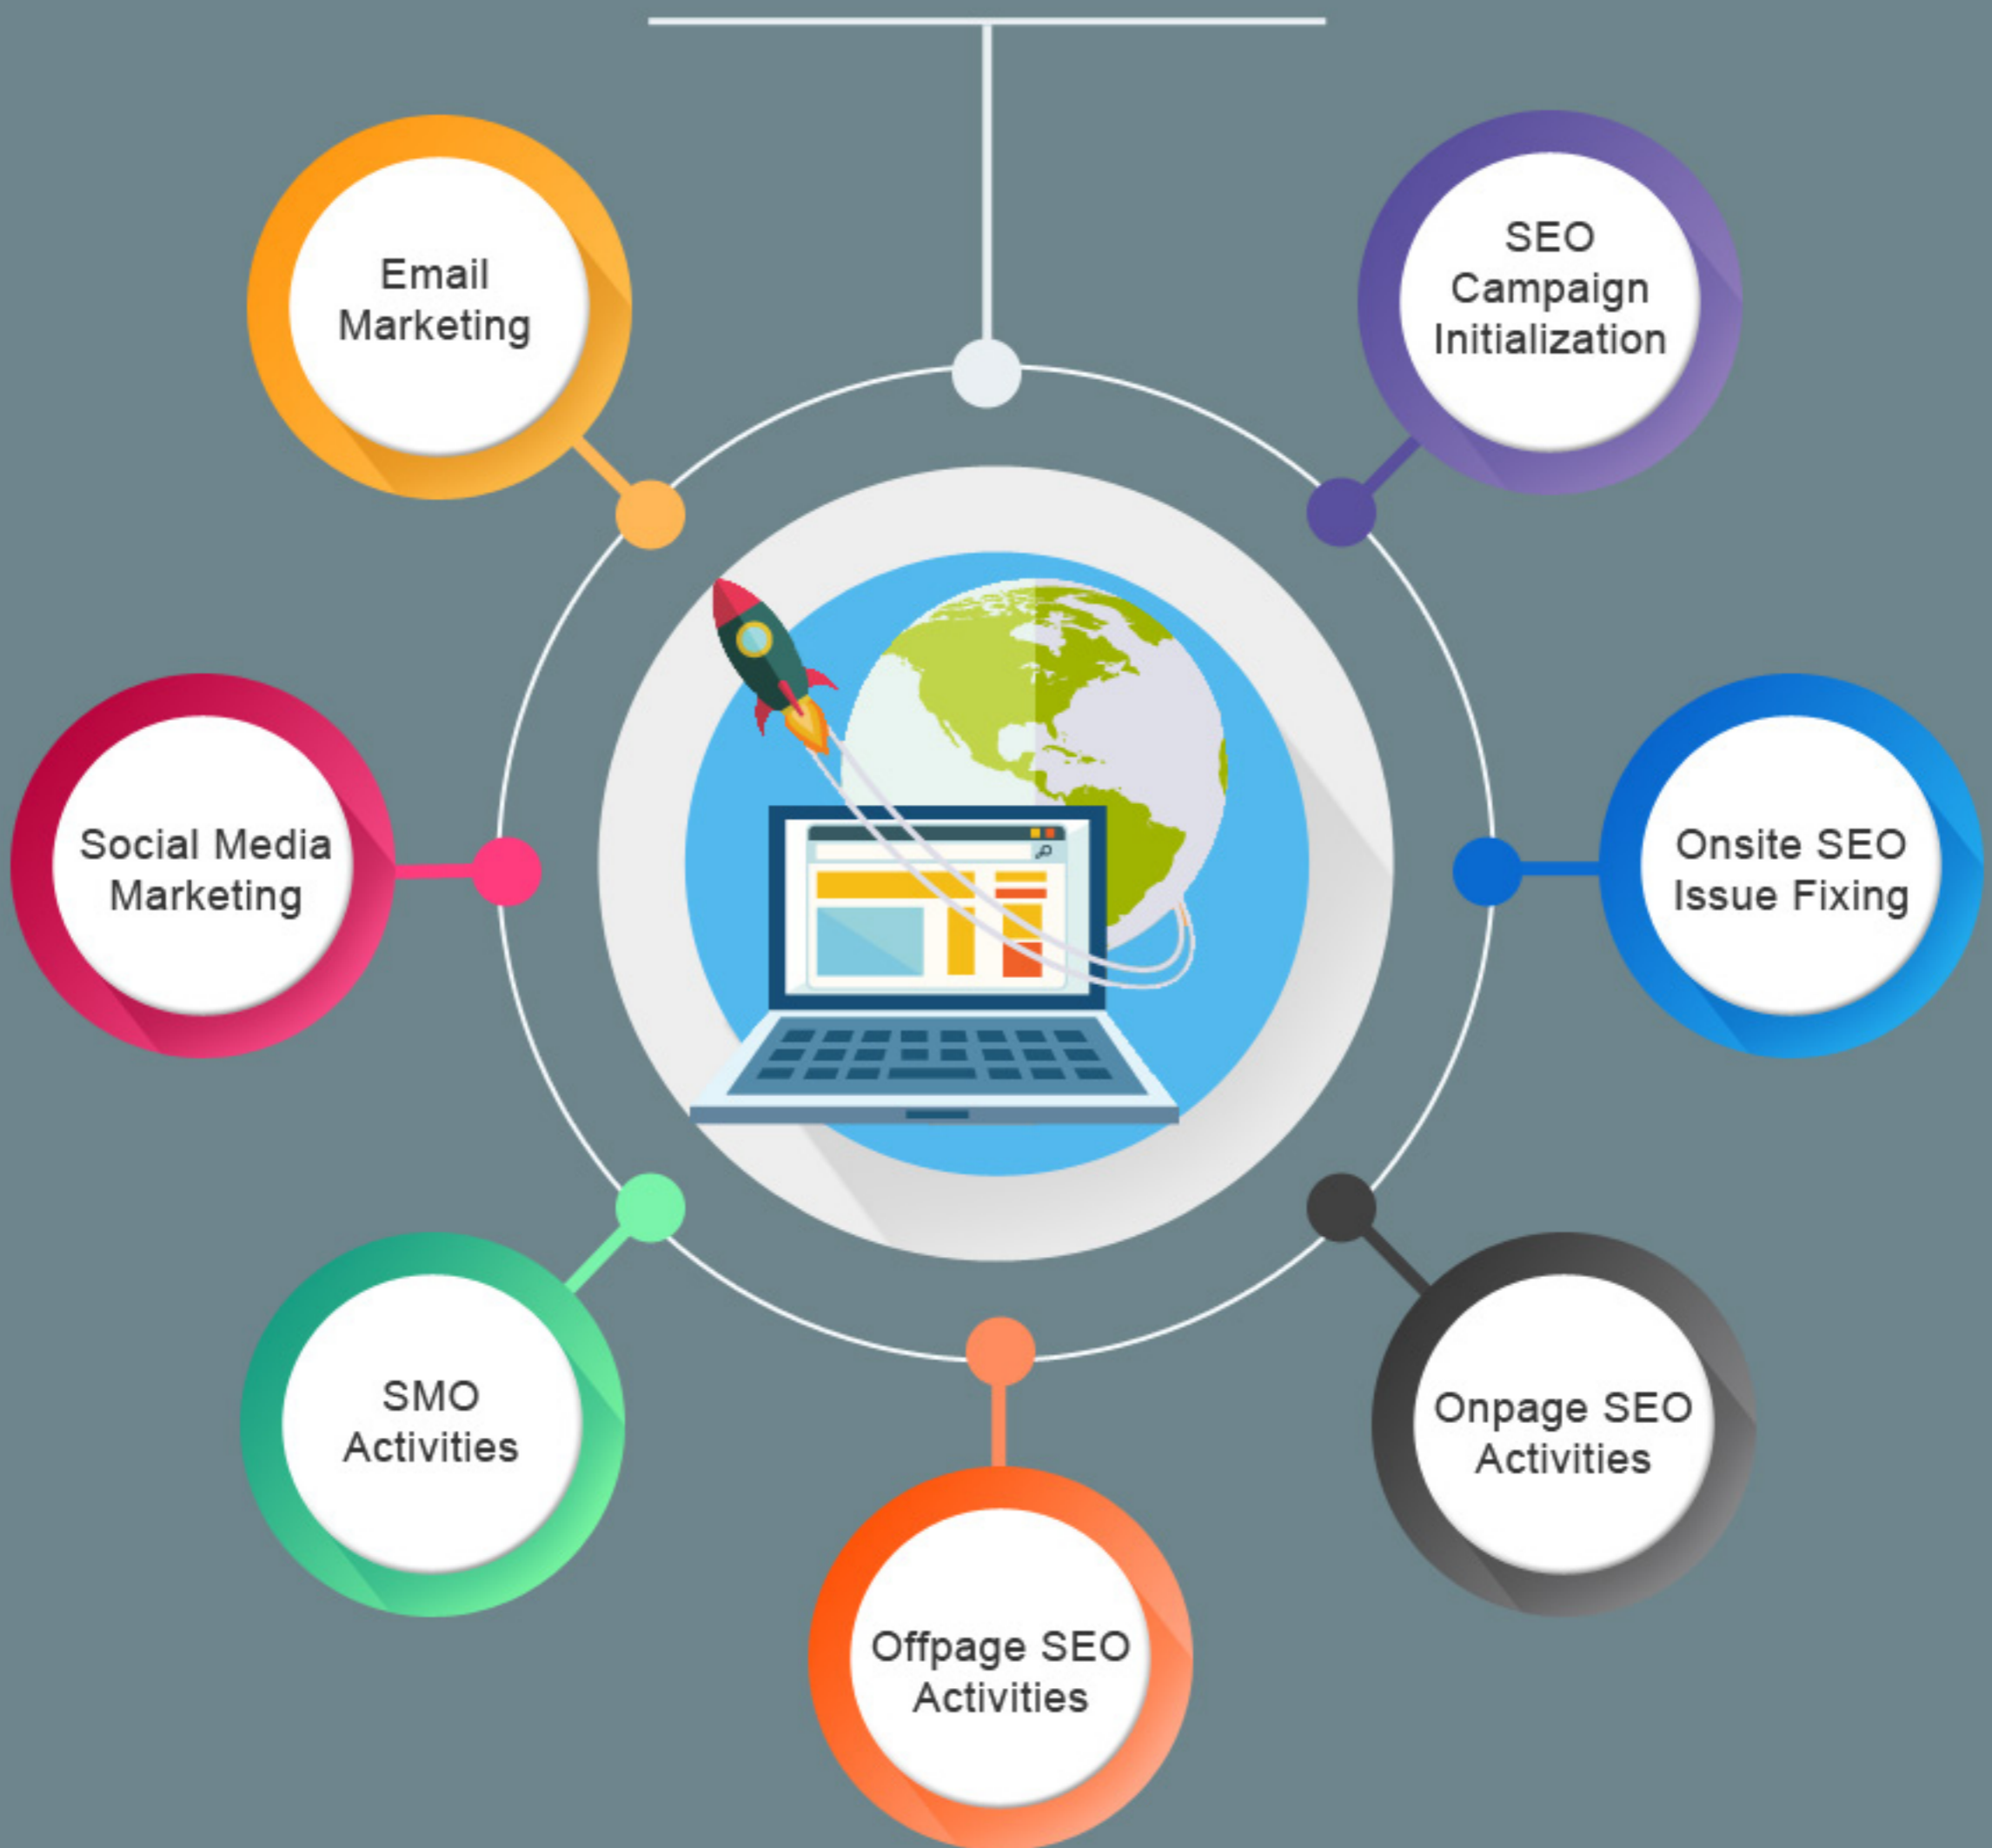 Email
Marketing
SEO
Campaign
Initialization
Social Media
Marketing
Onsite SEO
Issue Fixing
SMO
Activities
Onpage SEO
Activities
Offpage SEO
Activities